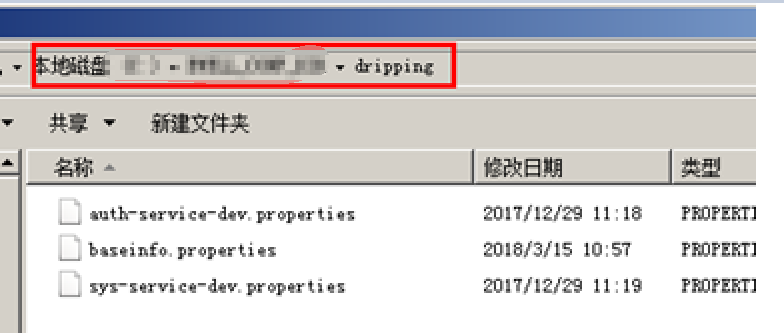 本地磁盘 dripping
共享 新建文件夹
名称 修改日期 类型
auth-service-dev.properties 2017/12/29 11:18 PROPERTI
baseinfo.properties 2018/3/15 10:57 PROPERTI
sys-service-dev.properties 2017/12/29 11:19 PROPERTI